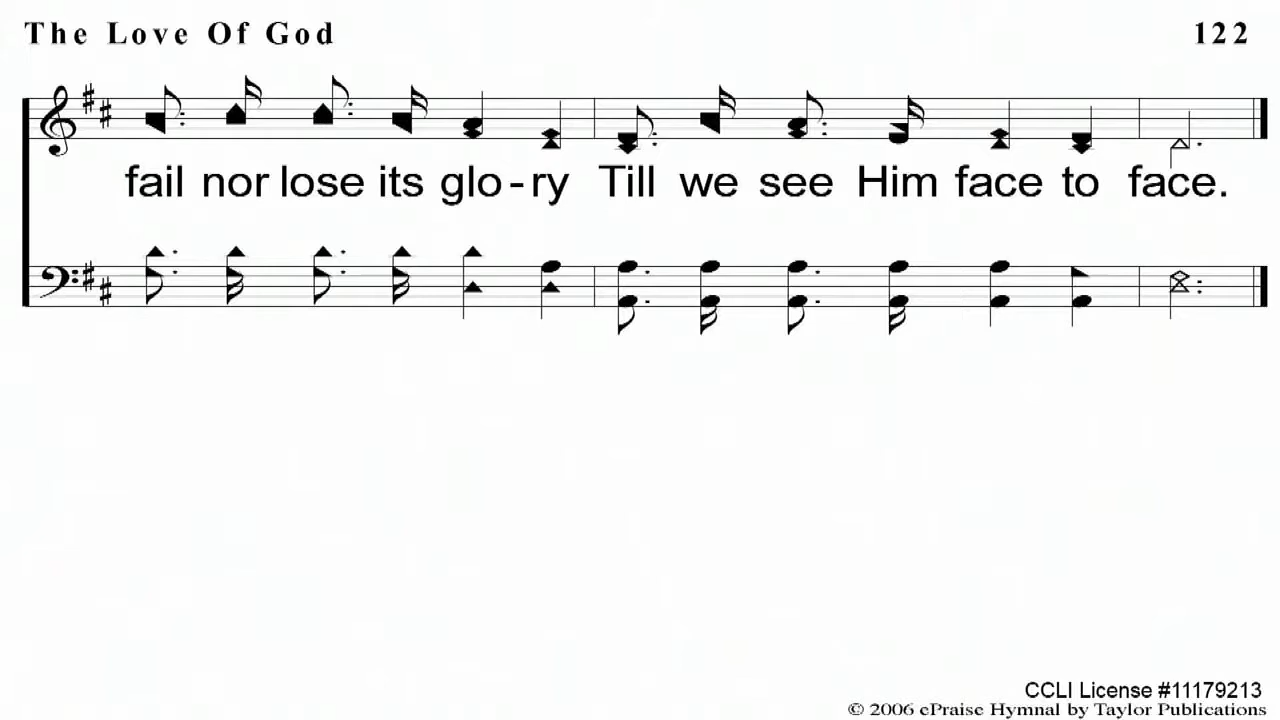 The Love Of God 122
fail nor lose its glo-ry Till we see Him face to face.
CCLI License #11179213
© 2006 ePraise Hymnal by Taylor Publications